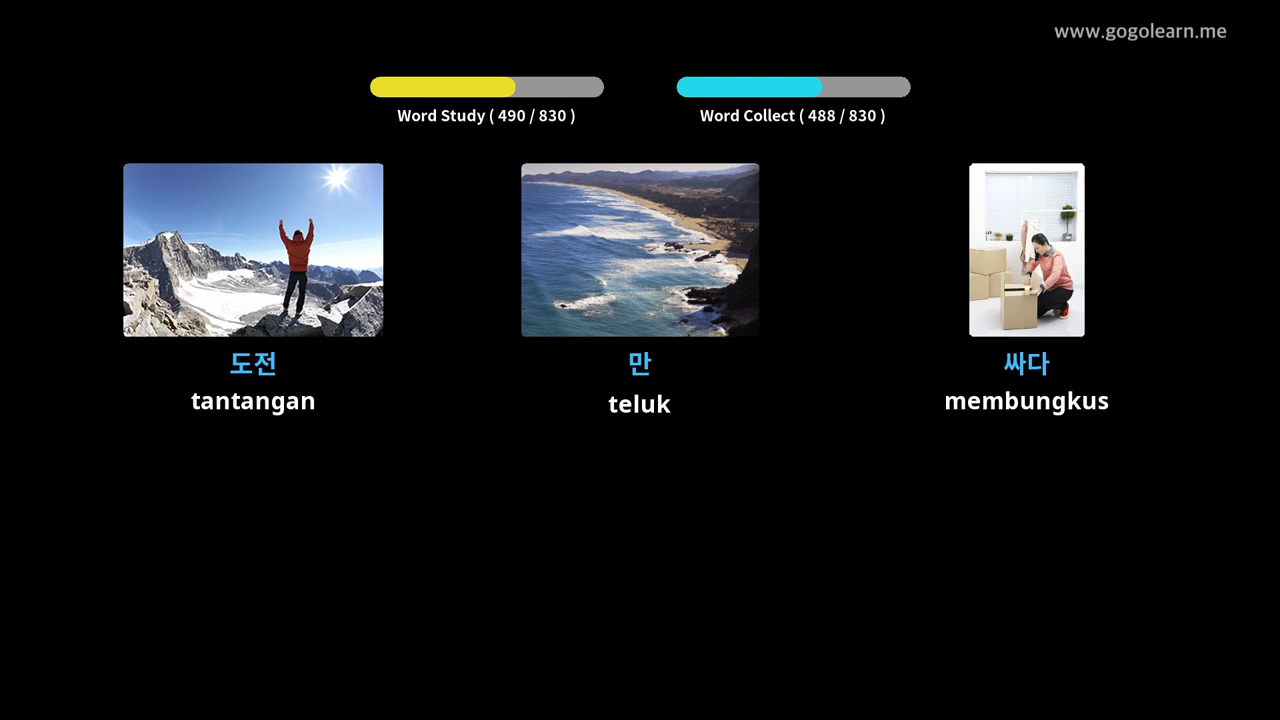 www.gogolearn.me
Word Study ( 490 / 830 )
Word Collect ( 488 / 830 )
도전
tantangan
만
teluk
싸다
membungkus